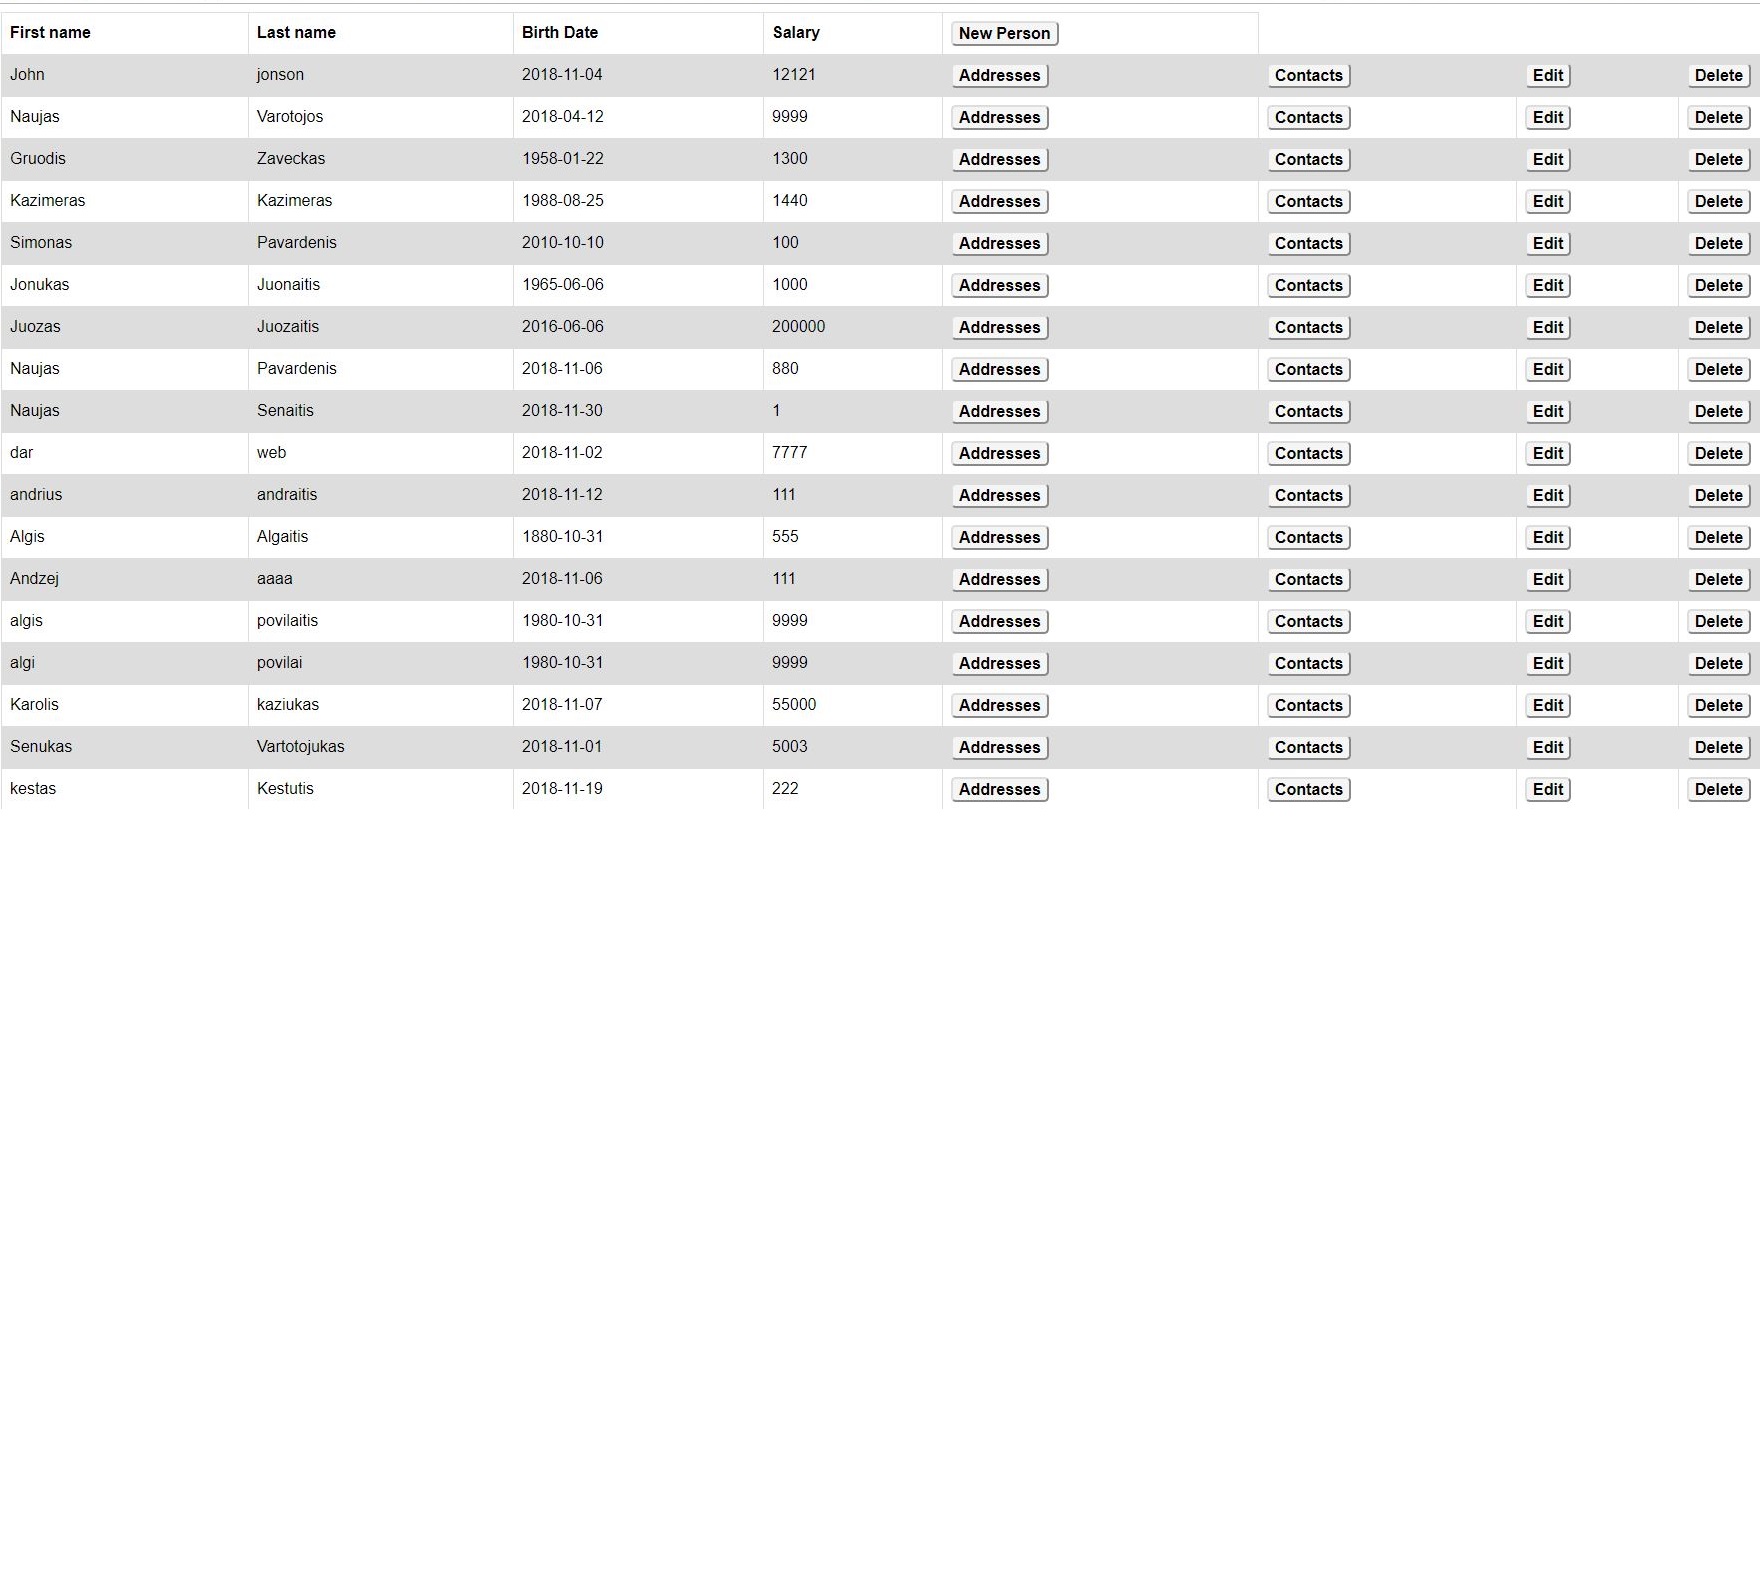 First name Last name Birth Date Salary New Person
John jonson 2018-11-04 12121 Addresses Contacts Edit Delete
Naujas Varotojos 2018-04-12 9999 Addresses Contacts Edit Delete
Gruodis Zaveckas 1958-01-22 1300 Addresses Contacts Edit Delete
Kazimeras Kazimeras 1988-08-25 1440 Addresses Contacts Edit Delete
Simonas Pavardenis 2010-10-10 100 Addresses Contacts Edit Delete
Jonukas Juonaitis 1965-06-06 1000 Addresses Contacts Edit Delete
Juozas Juozaitis 2016-06-06 200000 Addresses Contacts Edit Delete
Naujas Pavardenis 2018-11-06 880 Addresses Contacts Edit Delete
Naujas Senaitis 2018-11-30 1 Addresses Contacts Edit Delete
dar web 2018-11-02 7777 Addresses Contacts Edit Delete
andrius andraitis 2018-11-12 111 Addresses Contacts Edit Delete
Algis Algaitis 1880-10-31 555 Addresses Contacts Edit Delete
Andzej aaaa 2018-11-06 111 Addresses Contacts Edit Delete
algis povilaitis 1980-10-31 9999 Addresses Contacts Edit Delete
algi povilai 1980-10-31 9999 Addresses Contacts Edit Delete
Karolis kaziukas 2018-11-07 55000 Addresses Contacts Edit Delete
Senukas Vartotojukas 2018-11-01 5003 Addresses Contacts Edit Delete
kestas Kestutis 2018-11-19 222 Addresses Contacts Edit Delete